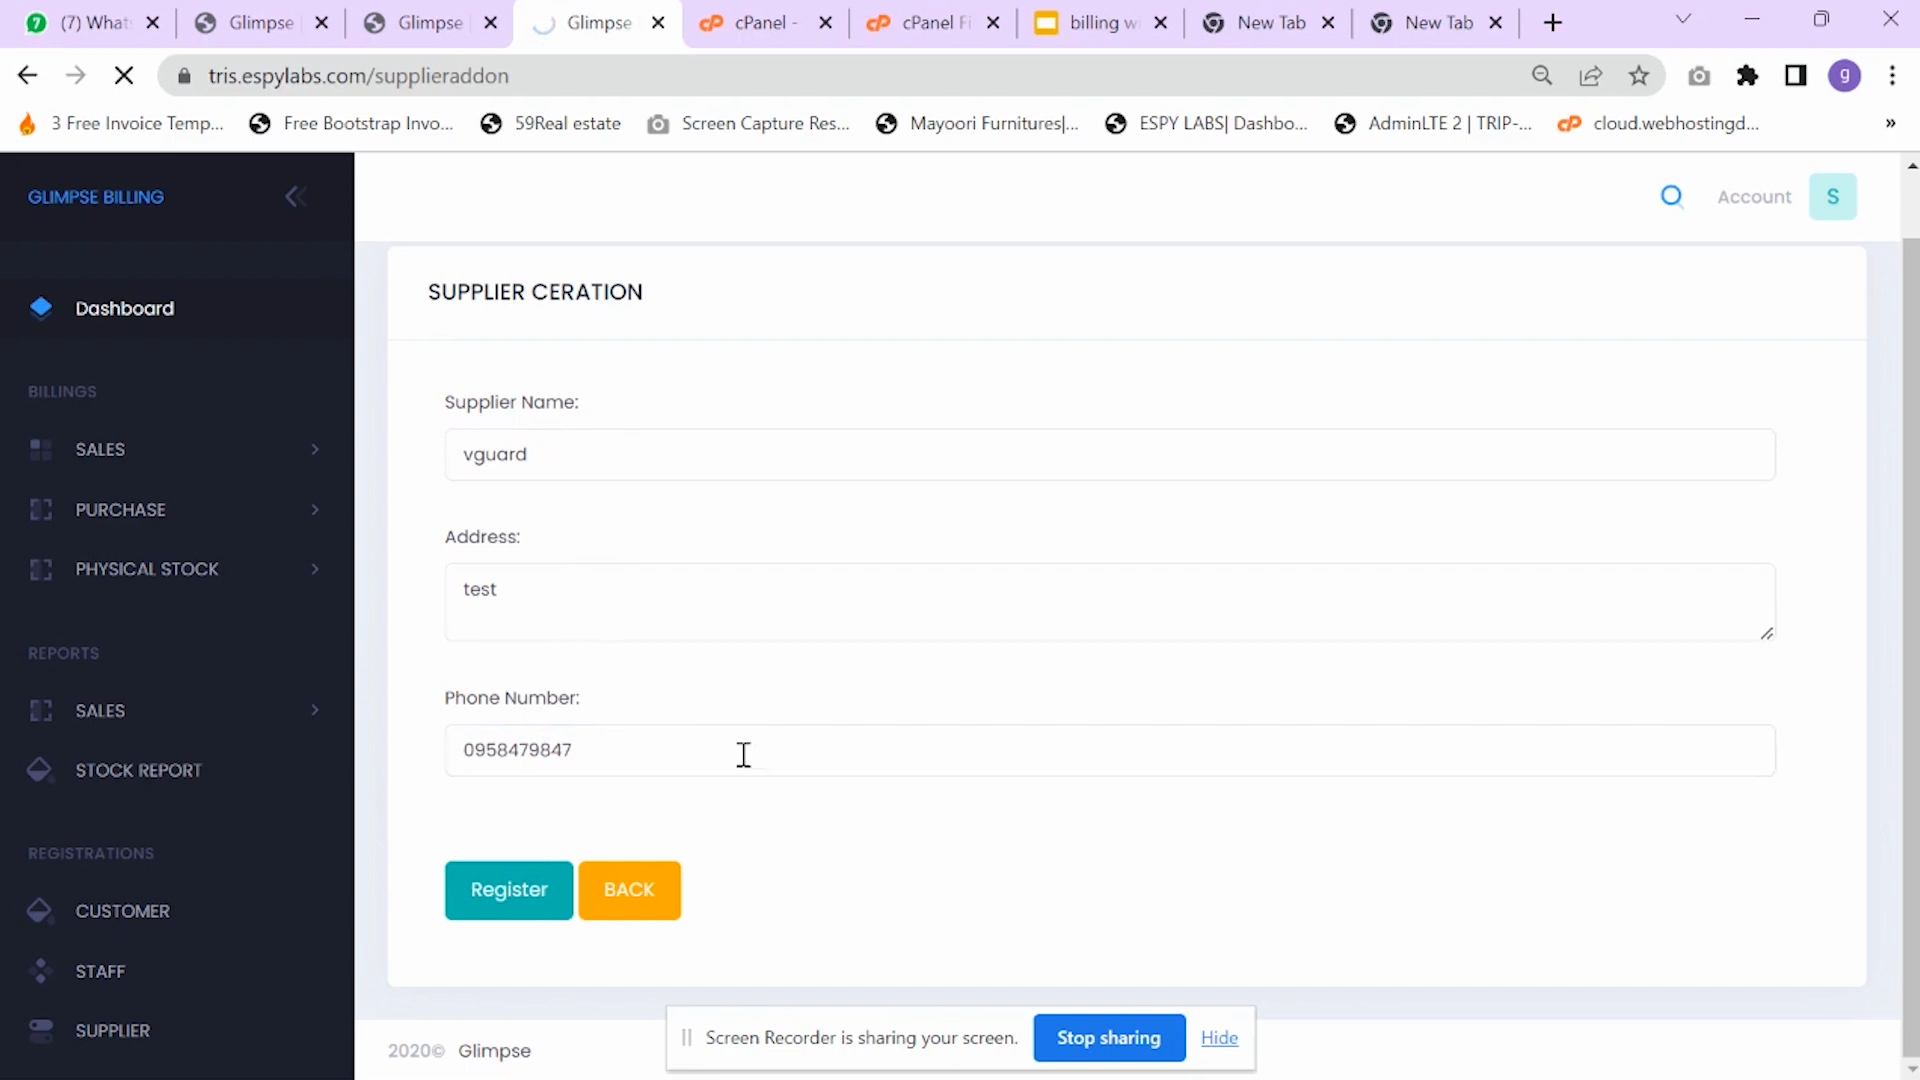 (7) Whats
Glimpse
Glimpse
Glimpse
cPanel -
cPanel Fi
billing wi
New Tab
New Tab
tris.espylabs.com/supplieraddon
g
3 Free Invoice Temp...
Free Bootstrap Invo...
59Real estate
Screen Capture Res...
Mayoori Furnitures|...
ESPY LABS| Dashbo...
AdminLTE 2 | TRIP-...
cloud.webhostingd...
»
GLIMPSE BILLING
Account
S
Dashboard
BILLINGS
SALES
PURCHASE
PHYSICAL STOCK
REPORTS
SALES
STOCK REPORT
REGISTRATIONS
CUSTOMER
STAFF
SUPPLIER
SUPPLIER CERATION
Supplier Name:
vguard
Address:
test
Phone Number:
0958479847
Register
BACK
2020© Glimpse
Screen Recorder is sharing your screen.
Stop sharing
Hide